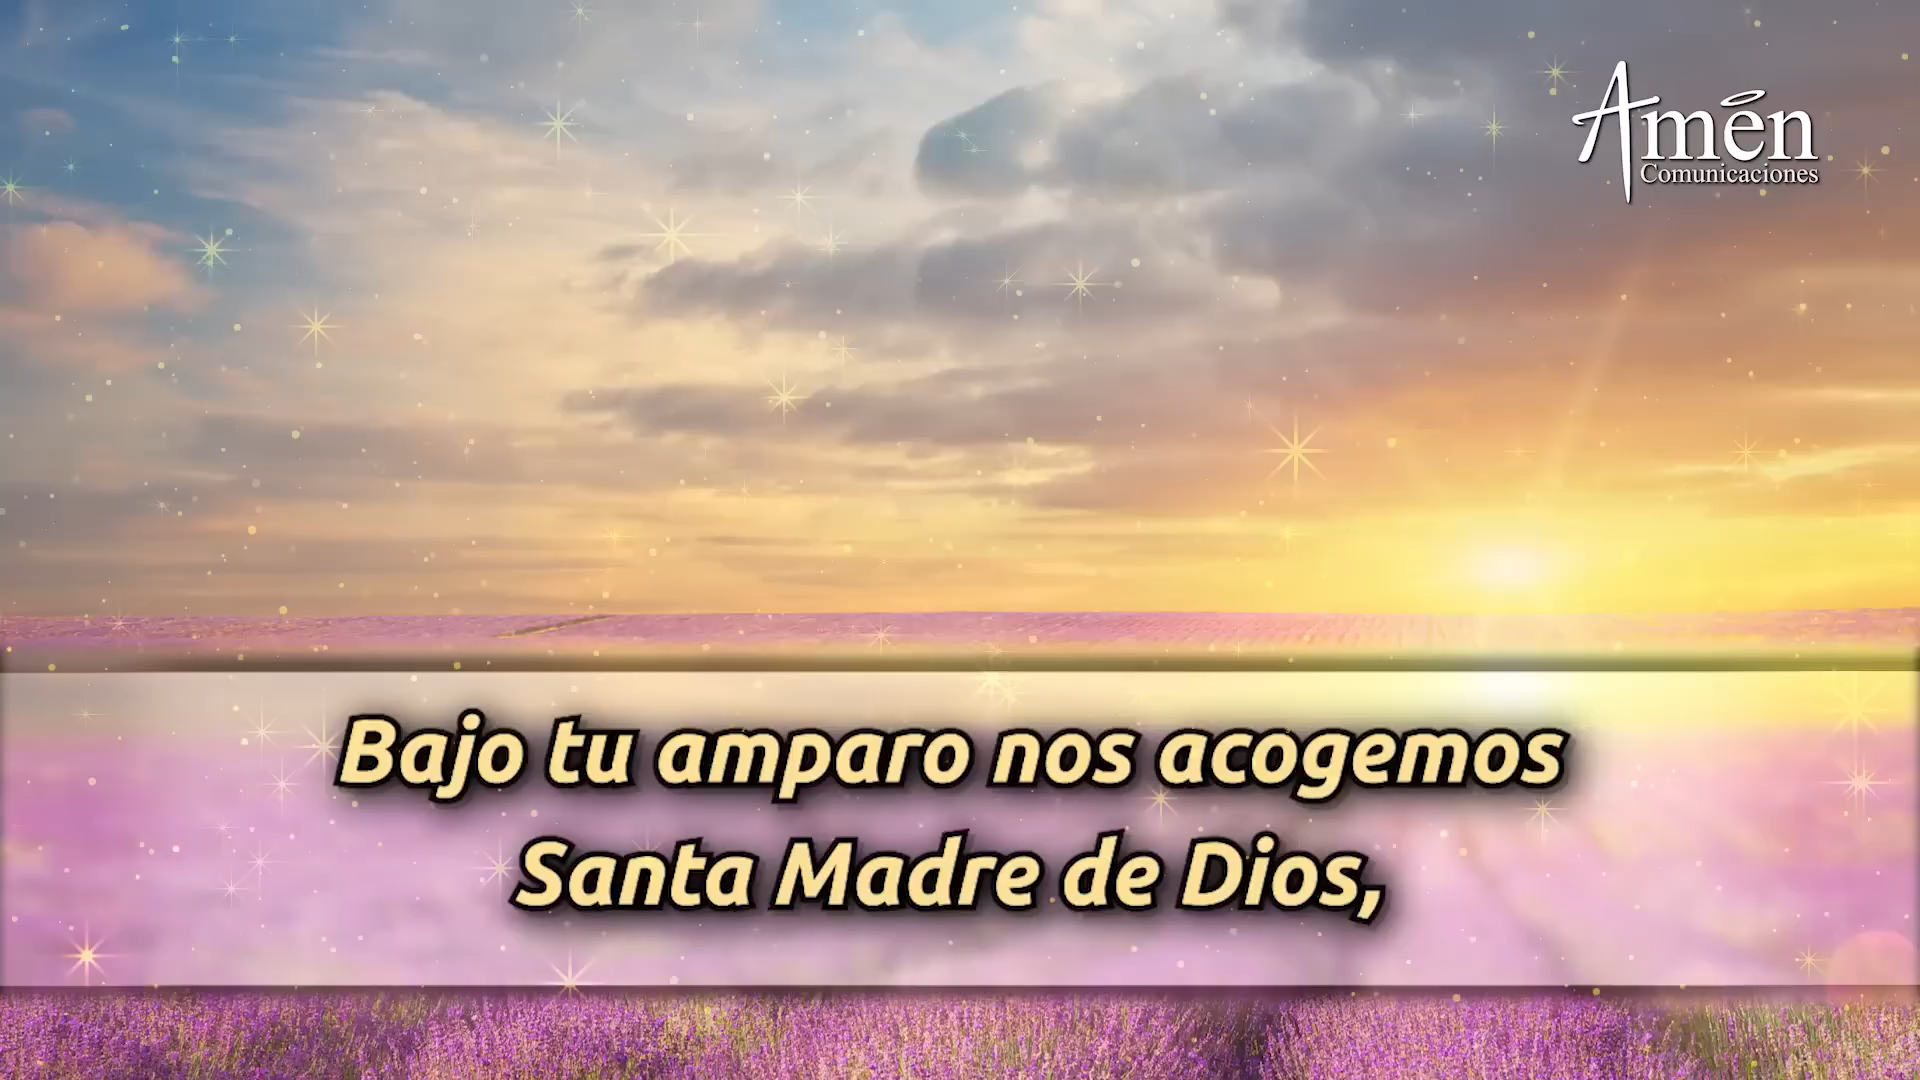 Amén
Comunicaciones
Bajo tu amparo nos acogemos
Santa Madre de Dios,